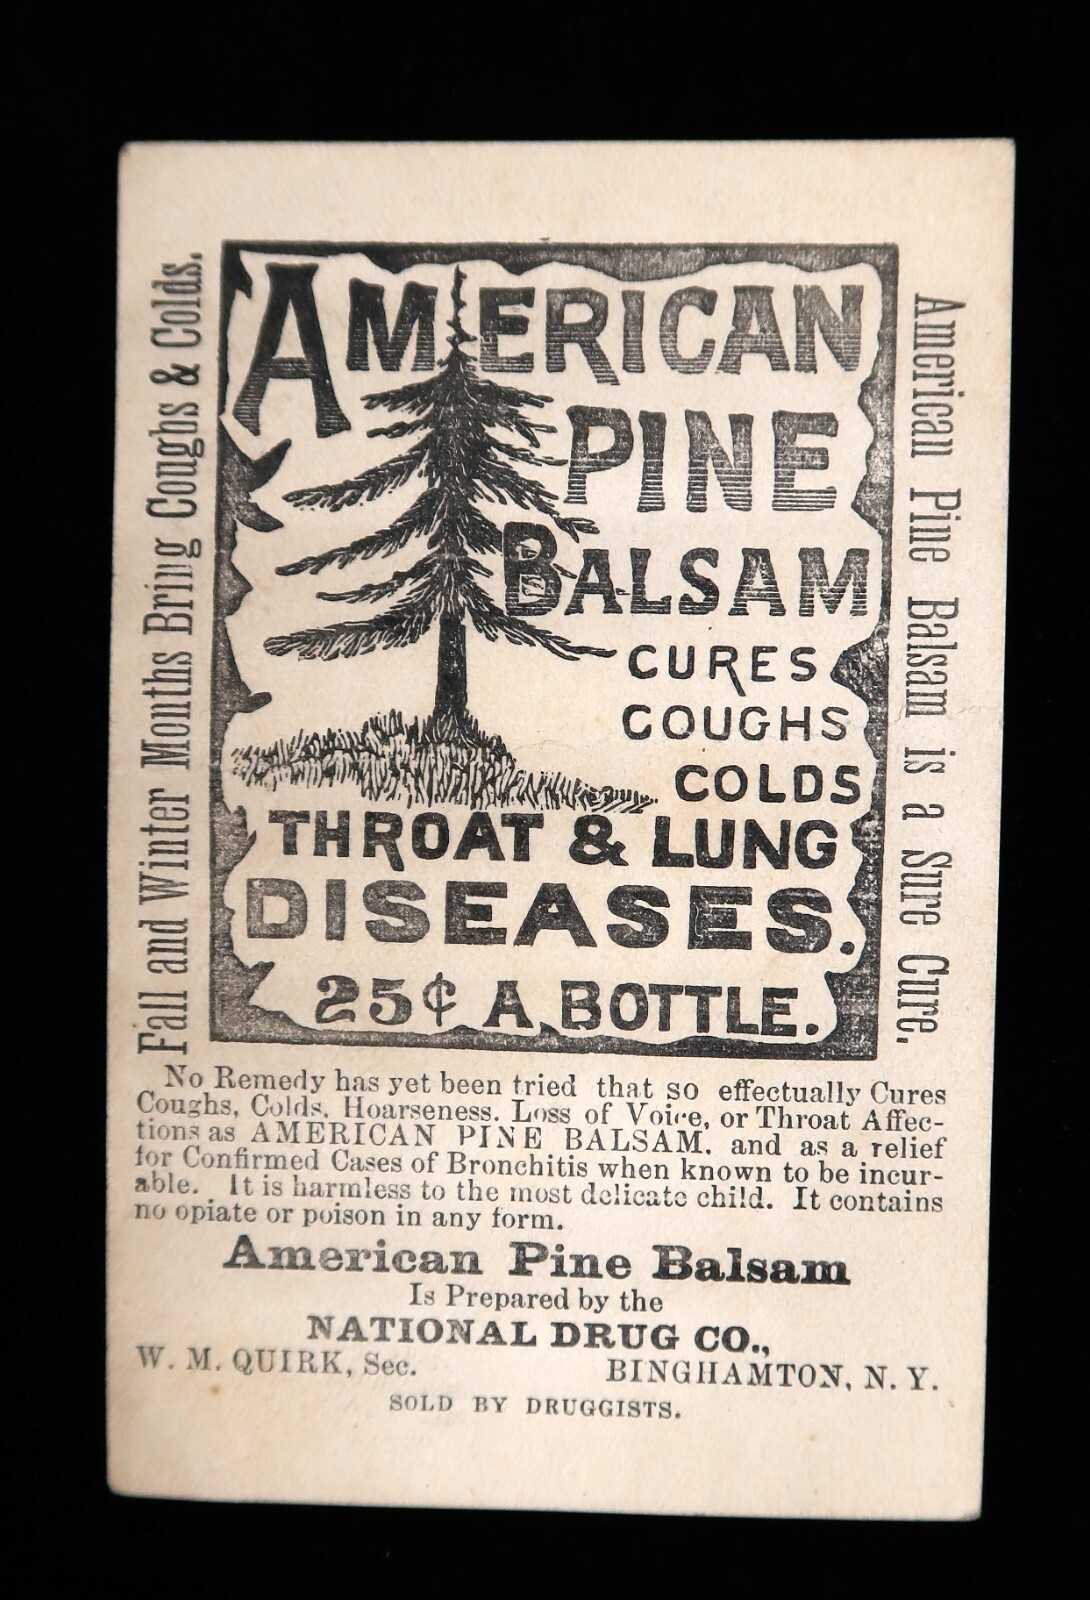 Fall and Winter Months Bring Coughs & Colds.
AMERICAN
PINE
BALSAM
CURES
COUGHS
COLDS
THROAT & LUNG
DISEASES.
25¢ A BOTTLE.
American Pine Balsam is a Sure Cure.
No Remedy has yet been tried that so effectually Cures
Coughs, Colds, Hoarseness. Loss of Voice, or Throat Affec-
tions as AMERICAN PINE BALSAM. and as a relief
for Confirmed Cases of Bronchitis when known to be incur-
able. It is harmless to the most delicate child. It contains
no opiate or poison in any form.
American Pine Balsam
Is Prepared by the
NATIONAL DRUG CO.,
W. M. QUIRK, Sec. BINGHAMTON, N. Y.
SOLD BY DRUGGISTS.